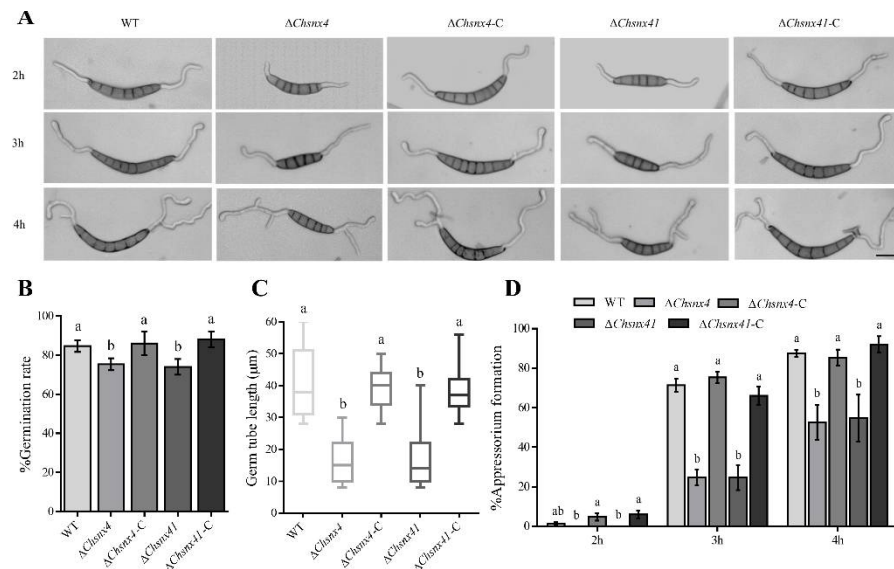 A
WT
ΔChsnx4
ΔChsnx4-C
ΔChsnx41
ΔChsnx41-C
2h
3h
4h
B
%Germination rate
100
80
60
40
20
0
a
b
a
b
a
WT
ΔChsnx4
ΔChsnx4-C
ΔChsnx41
ΔChsnx41-C
C
Germ tube length (μm)
60
50
40
30
20
10
0
a
b
a
b
a
WT
ΔChsnx4
ΔChsnx4-C
ΔChsnx41
ΔChsnx41-C
D
WT
ΔChsnx4
ΔChsnx4-C
ΔChsnx41
ΔChsnx41-C
%Appressorium formation
100
80
60
40
20
0
ab
b
a
b
a
a
b
a
b
a
a
b
a
b
a
2h
3h
4h